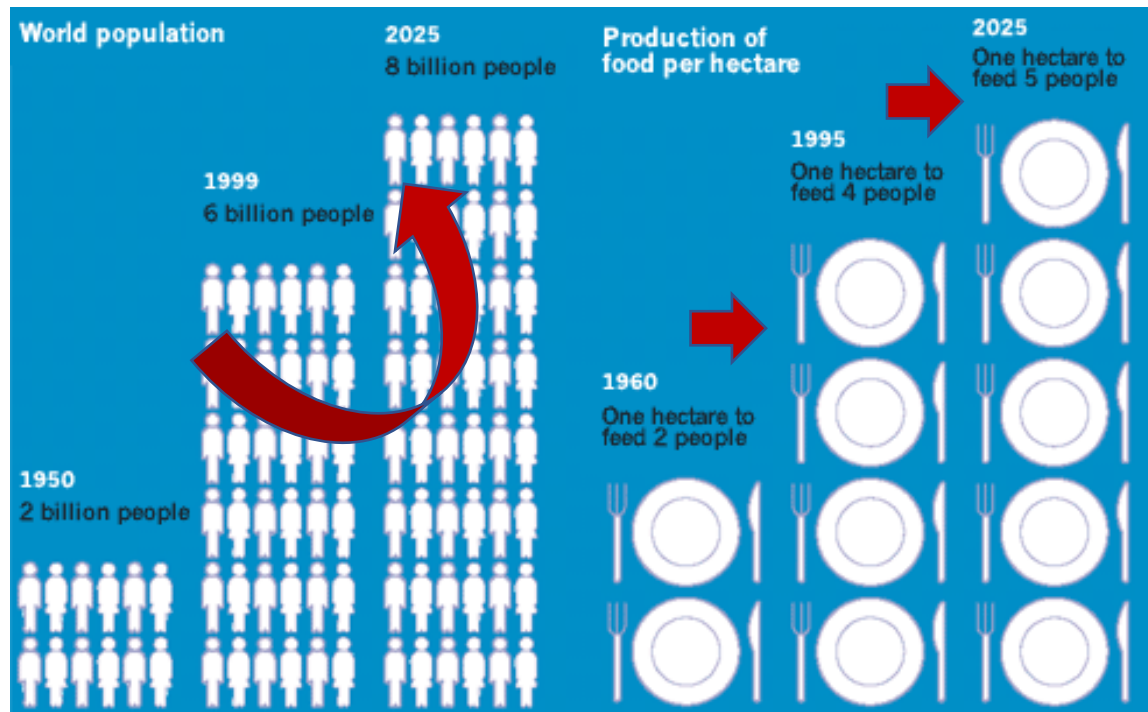 World population
1950
2 billion people
1999
6 billion people
2025
8 billion people
Production of
food per hectare
1960
One hectare to
feed 2 people
1995
One hectare to
feed 4 people
2025
One hectare to
feed 5 people